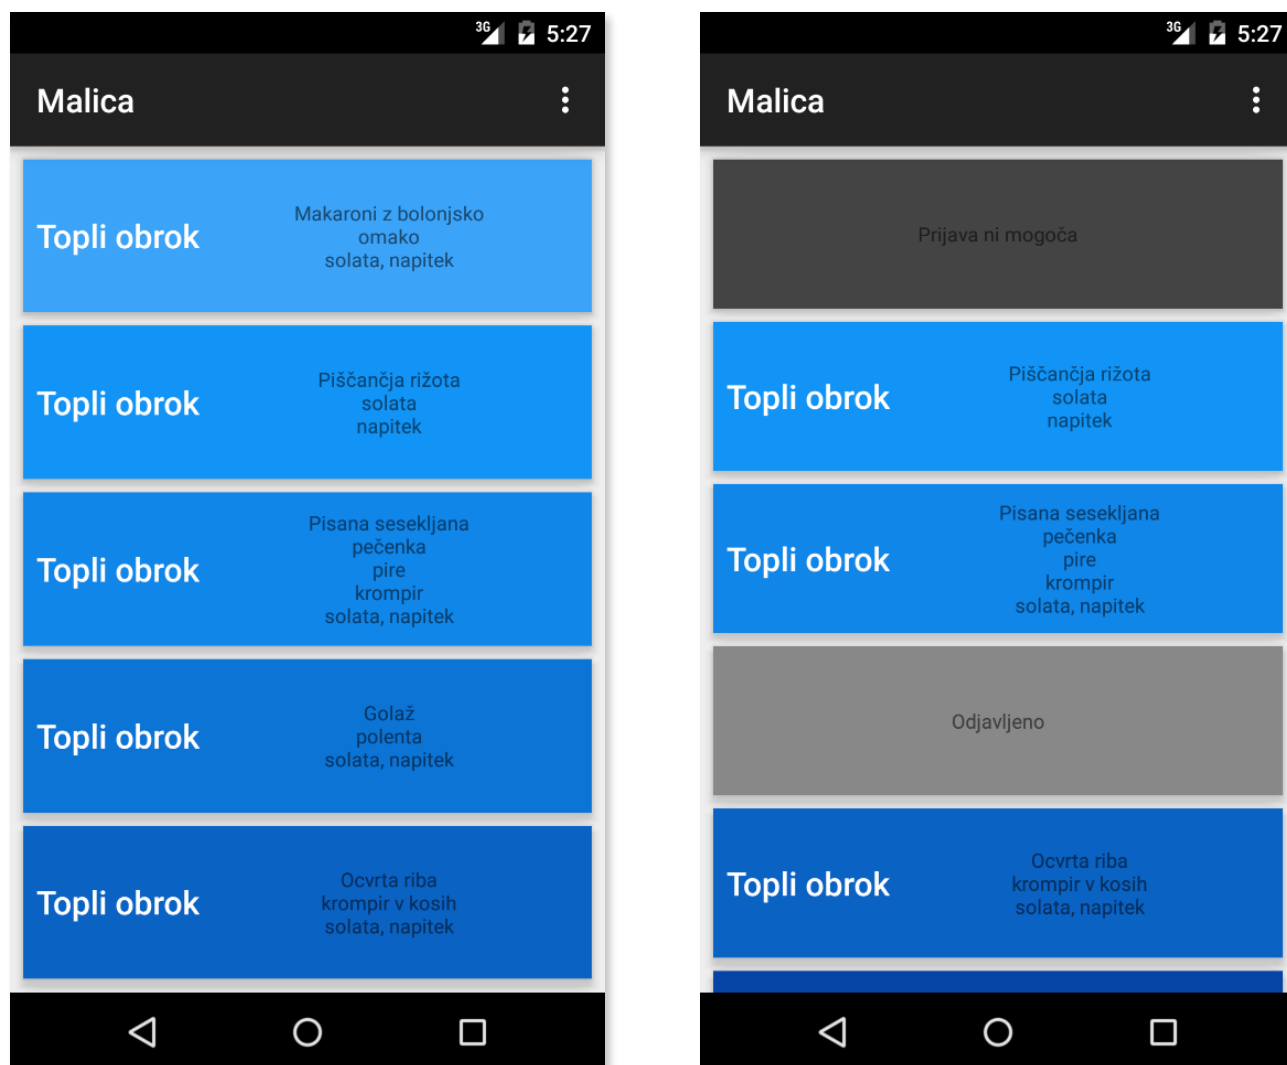 3G 5:27
Malica
Topli obrok
Makaroni z bolonjsko
omako
solata, napitek
Topli obrok
Piščančja rižota
solata
napitek
Topli obrok
Pisana sesekljana
pečenka
pire
krompir
solata, napitek
Topli obrok
Golaž
polenta
solata, napitek
Topli obrok
Ocvrta riba
krompir v kosih
solata, napitek
3G 5:27
Malica
Prijava ni mogoča
Topli obrok
Piščančja rižota
solata
napitek
Topli obrok
Pisana sesekljana
pečenka
pire
krompir
solata, napitek
Odjavljeno
Topli obrok
Ocvrta riba
krompir v kosih
solata, napitek